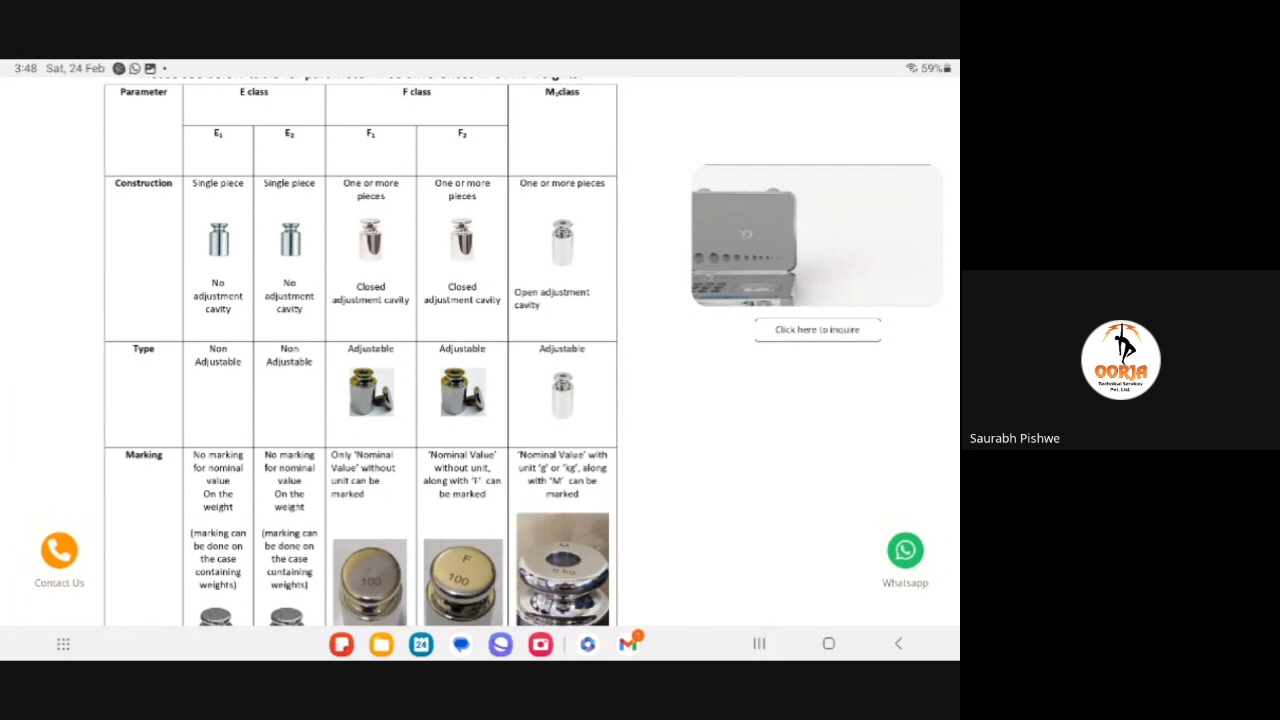 3:48 Sat, 24 Feb
59%
Parameter
E class
F class
M₁class
E₁
E₂
F₁
F₂
Construction
Single piece
No
adjustment
cavity
Single piece
No
adjustment
cavity
One or more
pieces
Closed
adjustment cavity
One or more
pieces
Closed
adjustment cavity
One or more pieces
Open adjustment
cavity
Type
Non
Adjustable
Non
Adjustable
Adjustable
Adjustable
Adjustable
Marking
No marking
for nominal
value
On the
weight
(marking can
be done on
the case
containing
weights)
No marking
for nominal
value
On the
weight
(marking can
be done on
the case
containing
weights)
Only ‘Nominal
Value’ without
unit can be
marked
100
‘Nominal Value’
without unit,
along with ‘F’ can
be marked
F
100
‘Nominal Value’ with
unit ‘g’ or ‘kg’, along
with ‘M’ can be
marked
M
Click here to inquire
Contact Us
Whatsapp
24
1
OORJA
Technical Services
Pvt. Ltd.
Saurabh Pishwe